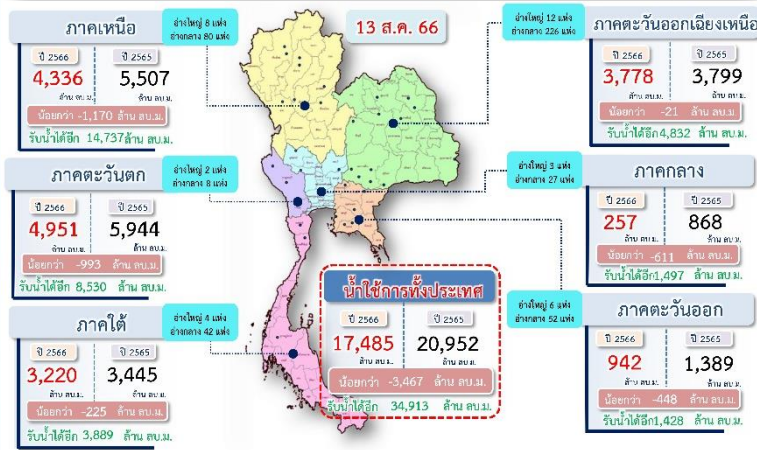 13 ส.ค. 66
ภาคเหนือ
อ่างใหญ่ 8 แห่ง
อ่างกลาง 80 แห่ง
ปี 2566 ปี 2565
4,336 5,507
ล้าน ลบ.ม. ล้าน ลบ.ม.
น้อยกว่า -1,170 ล้าน ลบ.ม.
รับน้ำได้อีก 14,737 ล้าน ลบ.ม.
ภาคตะวันออกเฉียงเหนือ
อ่างใหญ่ 12 แห่ง
อ่างกลาง 226 แห่ง
ปี 2566 ปี 2565
3,778 3,799
ล้าน ลบ.ม. ล้าน ลบ.ม.
น้อยกว่า -21 ล้าน ลบ.ม.
รับน้ำได้อีก 4,832 ล้าน ลบ.ม.
ภาคตะวันตก
อ่างใหญ่ 2 แห่ง
อ่างกลาง 8 แห่ง
ปี 2566 ปี 2565
4,951 5,944
ล้าน ลบ.ม. ล้าน ลบ.ม.
น้อยกว่า -993 ล้าน ลบ.ม.
รับน้ำได้อีก 8,530 ล้าน ลบ.ม.
ภาคกลาง
อ่างใหญ่ 3 แห่ง
อ่างกลาง 27 แห่ง
ปี 2566 ปี 2565
257 868
ล้าน ลบ.ม. ล้าน ลบ.ม.
น้อยกว่า -611 ล้าน ลบ.ม.
รับน้ำได้อีก 1,497 ล้าน ลบ.ม.
ภาคใต้
อ่างใหญ่ 4 แห่ง
อ่างกลาง 42 แห่ง
ปี 2566 ปี 2565
3,220 3,445
ล้าน ลบ.ม. ล้าน ลบ.ม.
น้อยกว่า -225 ล้าน ลบ.ม.
รับน้ำได้อีก 3,889 ล้าน ลบ.ม.
น้ำใช้การทั้งประเทศ
ปี 2566 ปี 2565
17,485 20,952
ล้าน ลบ.ม. ล้าน ลบ.ม.
น้อยกว่า -3,467 ล้าน ลบ.ม.
รับน้ำได้อีก 34,913 ล้าน ลบ.ม.
ภาคตะวันออก
อ่างใหญ่ 6 แห่ง
อ่างกลาง 52 แห่ง
ปี 2566 ปี 2565
942 1,389
ล้าน ลบ.ม. ล้าน ลบ.ม.
น้อยกว่า -448 ล้าน ลบ.ม.
รับน้ำได้อีก 1,428 ล้าน ลบ.ม.